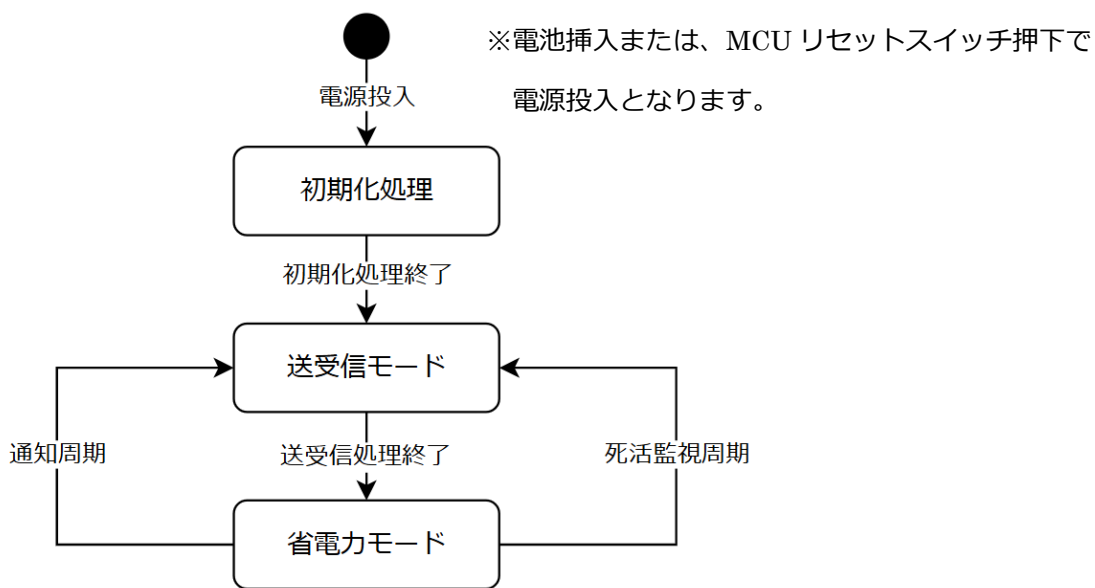 ※電池挿入または、MCU リセットスイッチ押下で
電源投入となります。
電源投入
初期化処理
初期化処理終了
送受信モード
通知周期
送受信処理終了
死活監視周期
省電力モード